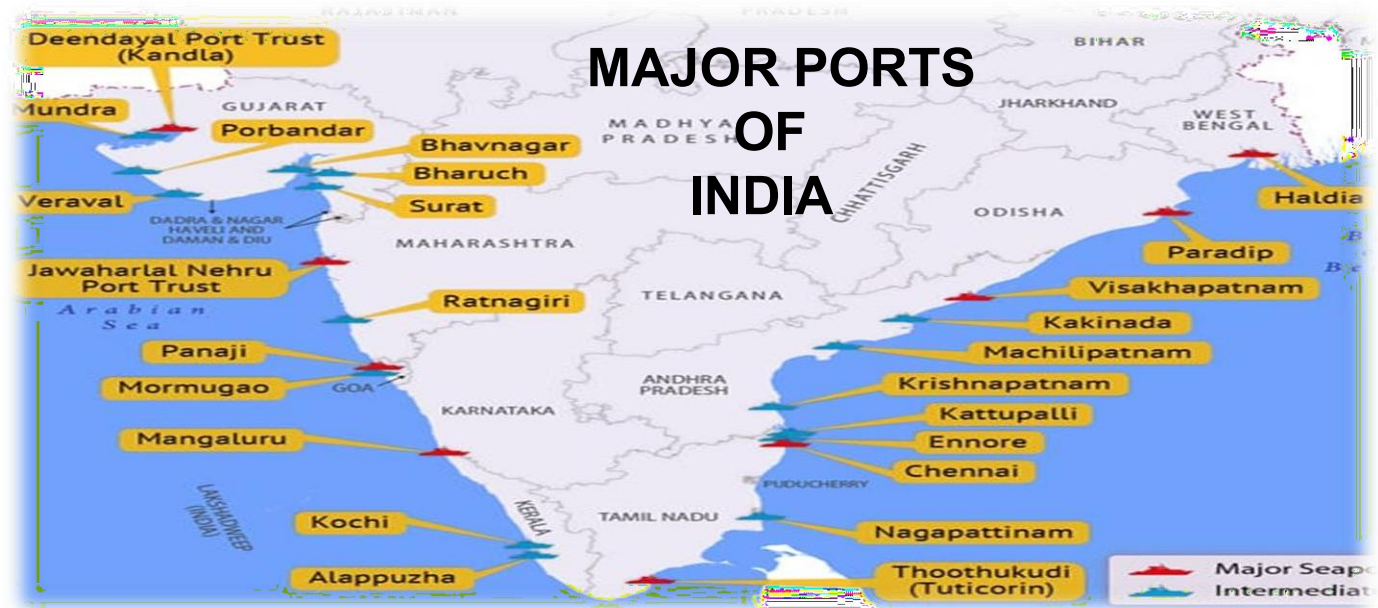 RAJASTHAN
PRADESH
Deendayal Port Trust
(Kandla)
MAJOR PORTS
OF
INDIA
BIHAR
Mundra
GUJARAT
Porbandar
Bhavnagar
Bharuch
Surat
Veraval
DADRA & NAGAR
HAVELI AND
DAMAN & DIU
MADHYA
PRADESH
JHARKHAND
WEST
BENGAL
CHHATTISGARH
ODISHA
Haldia
Paradip
MAHARASHTRA
Jawaharlal Nehru
Port Trust
Arabian
Sea
Ratnagiri
TELANGANA
Visakhapatnam
Kakinada
Machilipatnam
Panaji
Mormugao
GOA
KARNATAKA
ANDHRA
PRADESH
Krishnapatnam
Kattupalli
Ennore
Chennai
Mangaluru
PUDUCHERRY
LAKSHADWEEP
(INDIA)
KERALA
TAMIL NADU
Kochi
Nagapattinam
Alappuzha
Thoothukudi
(Tuticorin)
Major Seap
Intermediat